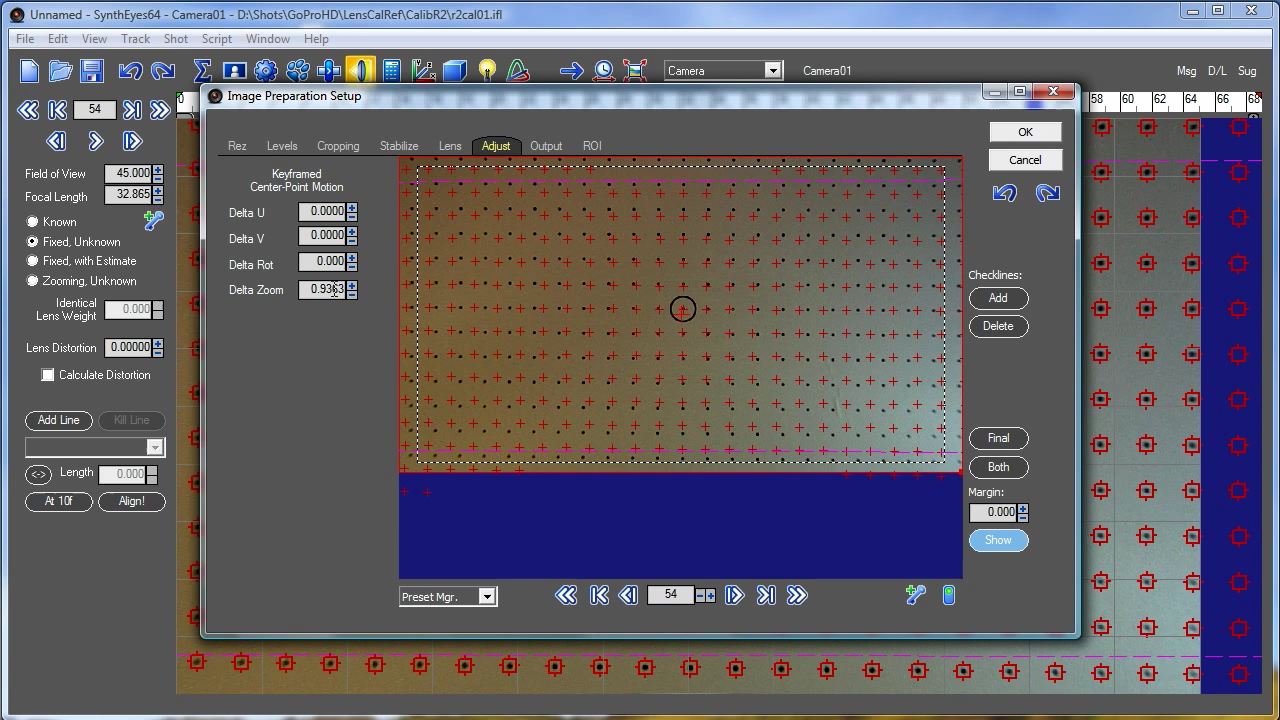 Unnamed - SynthEyes64 - Camera01 - D:\Shots\GoProHD\LensCalRef\CalibR2\r2cal01.ifl
File Edit View Track Shot Script Window Help
Camera Camera01 Msg D/L Sug
54 0 58 60 62 64 66 68
Image Preparation Setup
Rez Levels Cropping Stabilize Lens Adjust Output ROI
OK
Cancel
Field of View 45.000
Focal Length 32.865
Known
Fixed, Unknown
Fixed, with Estimate
Zooming, Unknown
Identical
Lens Weight 0.000
Lens Distortion 0.00000
Calculate Distortion
Add Line Kill Line
<-> Length 0.000
At 10f Align!
Keyframed
Center-Point Motion
Delta U 0.0000
Delta V 0.0000
Delta Rot 0.000
Delta Zoom 0.9363
Checklines:
Add
Delete
Final
Both
Margin:
0.000
Show
Preset Mgr. 54